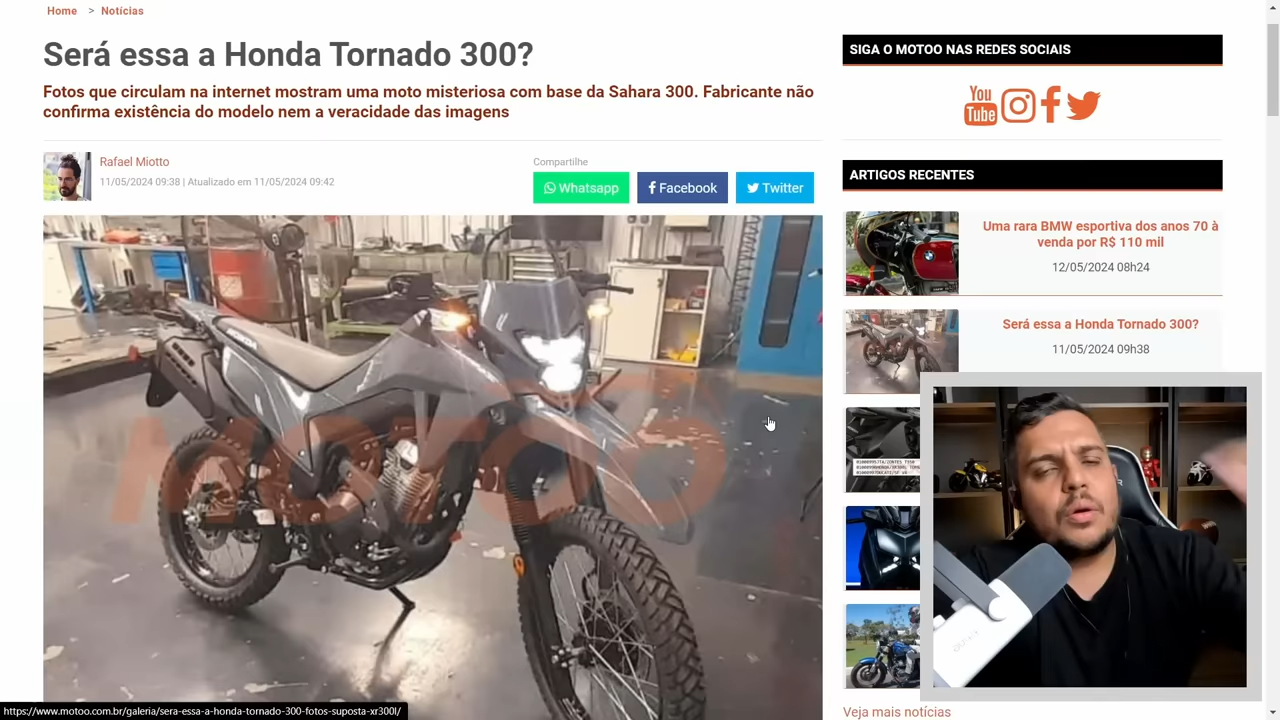 Home > Notícias
Será essa a Honda Tornado 300?
Fotos que circulam na internet mostram uma moto misteriosa com base da Sahara 300. Fabricante não
confirma existência do modelo nem a veracidade das imagens
Rafael Miotto
11/05/2024 09:38 | Atualizado em 11/05/2024 09:42
Compartilhe
Whatsapp
Facebook
Twitter
MOTOO
SIGA O MOTOO NAS REDES SOCIAIS
You
Tube
ARTIGOS RECENTES
Uma rara BMW esportiva dos anos 70 à
venda por R$ 110 mil
12/05/2024 08h24
Será essa a Honda Tornado 300?
11/05/2024 09h38
Veja mais notícias
https://www.motoo.com.br/galeria/sera-essa-a-honda-tornado-300-fotos-suposta-xr300l/